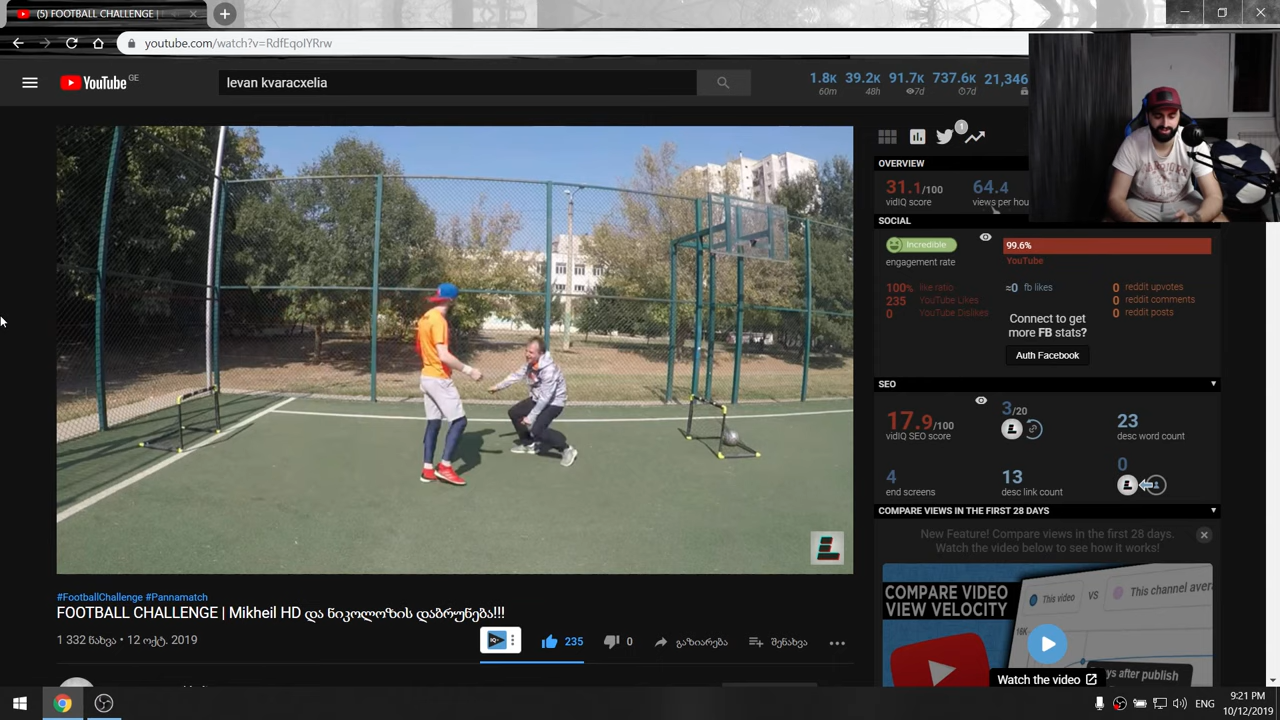 (5) FOOTBALL CHALLENGE |
youtube.com/watch?v=RdfEqoIYRrw
YouTube GE
levan kvaracxelia
1.8K 39.2K 91.7K 737.6K 21,346
60m 48h 7d 7d
1
OVERVIEW
31.1/100 64.4
vidIQ score views per hou
SOCIAL
Incredible 99.6%
engagement rate YouTube
100% like ratio ≈0 fb likes 0 reddit upvotes
235 YouTube Likes 0 reddit comments
0 YouTube Dislikes 0 reddit posts
Connect to get
more FB stats?
Auth Facebook
SEO
17.9/100 3/20 23
vidIQ SEO score desc word count
4 13 0
end screens desc link count
COMPARE VIEWS IN THE FIRST 28 DAYS
New Feature! Compare views in the first 28 days.
Watch the video below to see how it works!
COMPARE VIDEO
VIEW VELOCITY
This video VS This channel avera
16K
days after publish
Watch the video
#FootballChallenge #Pannamatch
FOOTBALL CHALLENGE | Mikheil HD და ნიკოლოზის დაბრუნება!!!
1 332 ნახვა • 12 ოქტ. 2019
IQ 235 0 გაზიარება შენახვა
ENG
9:21 PM
10/12/2019